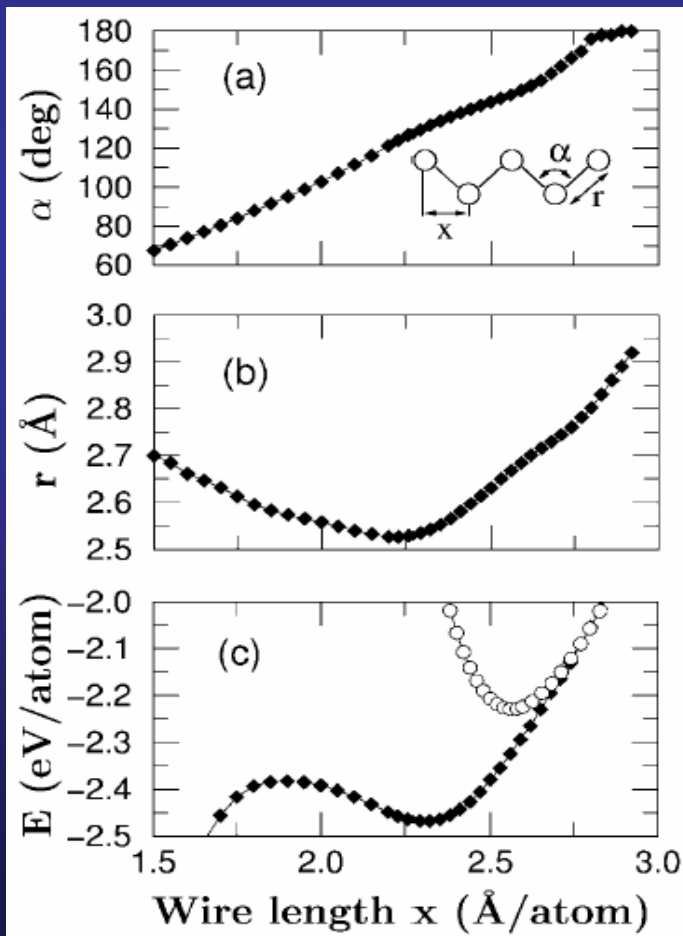 180
160
140
120
100
80
60
α (deg)
(a)
α
r
x
3.0
2.9
2.8
2.7
2.6
2.5
r (Å)
(b)
-2.0
-2.1
-2.2
-2.3
-2.4
-2.5
E (eV/atom)
(c)
1.5 2.0 2.5 3.0
Wire length x (Å/atom)